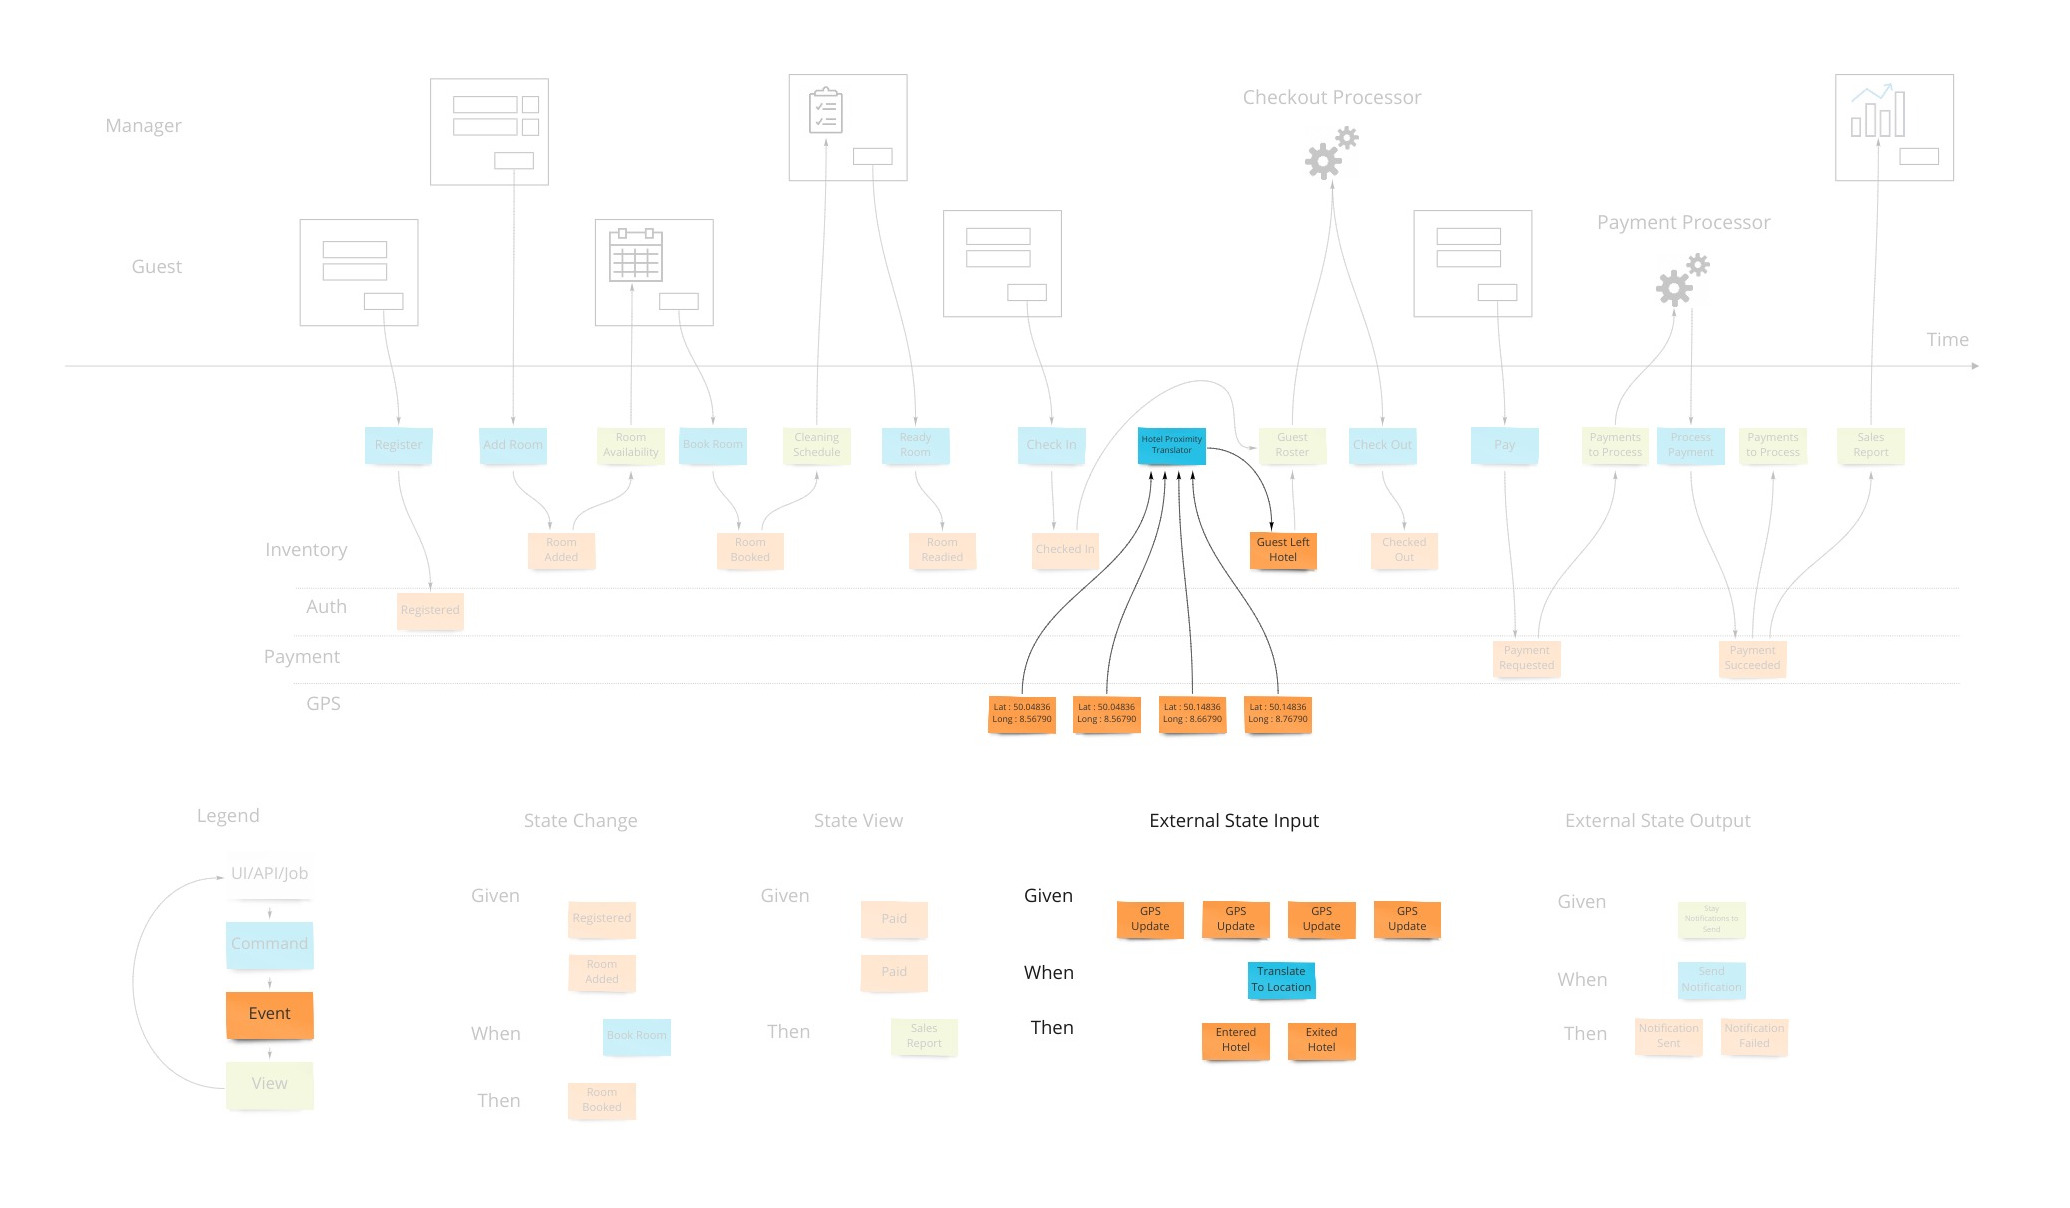 Checkout Processor
Manager
Payment Processor
Guest
Time
Register
Add Room
Room
Availability
Book Room
Cleaning
Schedule
Ready
Room
Check In
Hotel Proximity
Translator
Guest
Roster
Check Out
Pay
Payments
to Process
Process
Payment
Payments
to Process
Sales
Report
Inventory
Room
Added
Room
Booked
Room
Readied
Checked In
Guest Left
Hotel
Checked
Out
Auth
Registered
Payment
Payment
Requested
Payment
Succeeded
GPS
Lat : 50.04836
Long : 8.56790
Lat : 50.04836
Long : 8.56790
Lat : 50.14836
Long : 8.66790
Lat : 50.14836
Long : 8.76790
Legend
UI/API/Job
Command
Event
View
State Change
Given
Registered
Room
Added
When
Book Room
Then
Room
Booked
State View
Given
Paid
Paid
Then
Sales
Report
External State Input
Given
GPS
Update
GPS
Update
GPS
Update
GPS
Update
When
Translate
To Location
Then
Entered
Hotel
Exited
Hotel
External State Output
Given
Stay
Notifications to
Send
When
Send
Notification
Then
Notification
Sent
Notification
Failed